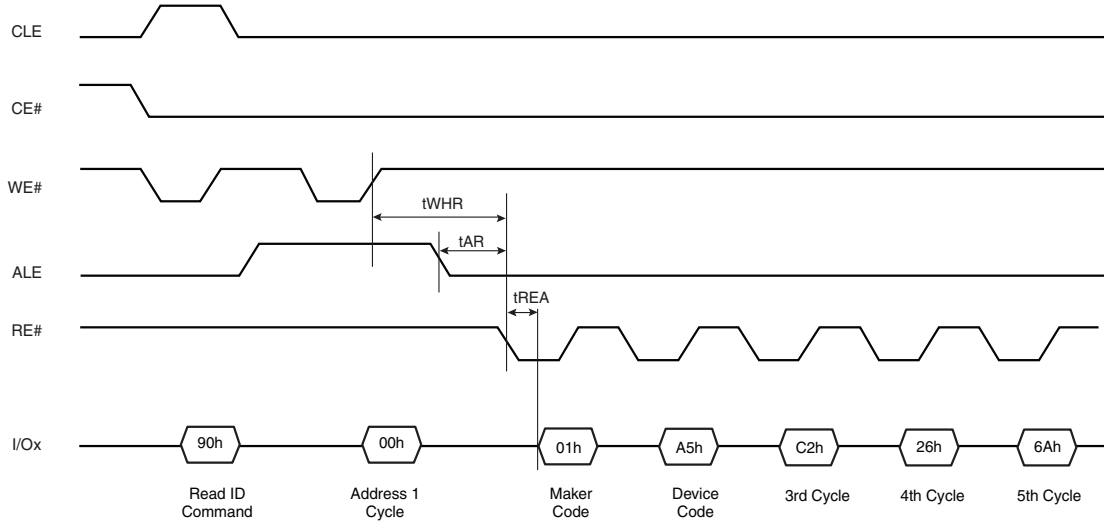 CLE
CE#
WE#
tWHR
tAR
ALE
tREA
RE#
I/Ox
90h
00h
01h
A5h
C2h
26h
6Ah
Read ID
Command
Address 1
Cycle
Maker
Code
Device
Code
3rd Cycle
4th Cycle
5th Cycle